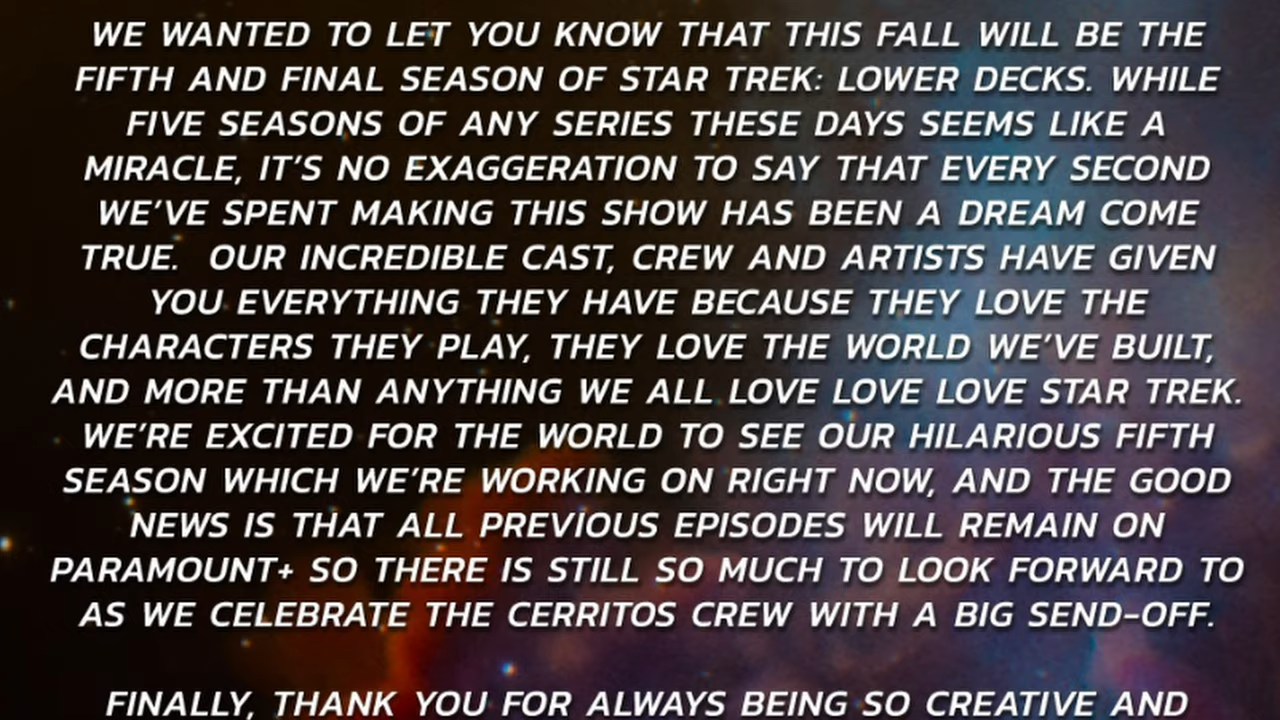 WE WANTED TO LET YOU KNOW THAT THIS FALL WILL BE THE
FIFTH AND FINAL SEASON OF STAR TREK: LOWER DECKS. WHILE
FIVE SEASONS OF ANY SERIES THESE DAYS SEEMS LIKE A
MIRACLE, IT'S NO EXAGGERATION TO SAY THAT EVERY SECOND
WE'VE SPENT MAKING THIS SHOW HAS BEEN A DREAM COME
TRUE.  OUR INCREDIBLE CAST, CREW AND ARTISTS HAVE GIVEN
YOU EVERYTHING THEY HAVE BECAUSE THEY LOVE THE
CHARACTERS THEY PLAY, THEY LOVE THE WORLD WE'VE BUILT,
AND MORE THAN ANYTHING WE ALL LOVE LOVE LOVE STAR TREK.
WE'RE EXCITED FOR THE WORLD TO SEE OUR HILARIOUS FIFTH
SEASON WHICH WE'RE WORKING ON RIGHT NOW, AND THE GOOD
NEWS IS THAT ALL PREVIOUS EPISODES WILL REMAIN ON
PARAMOUNT+ SO THERE IS STILL SO MUCH TO LOOK FORWARD TO
AS WE CELEBRATE THE CERRITOS CREW WITH A BIG SEND-OFF.
FINALLY, THANK YOU FOR ALWAYS BEING SO CREATIVE AND